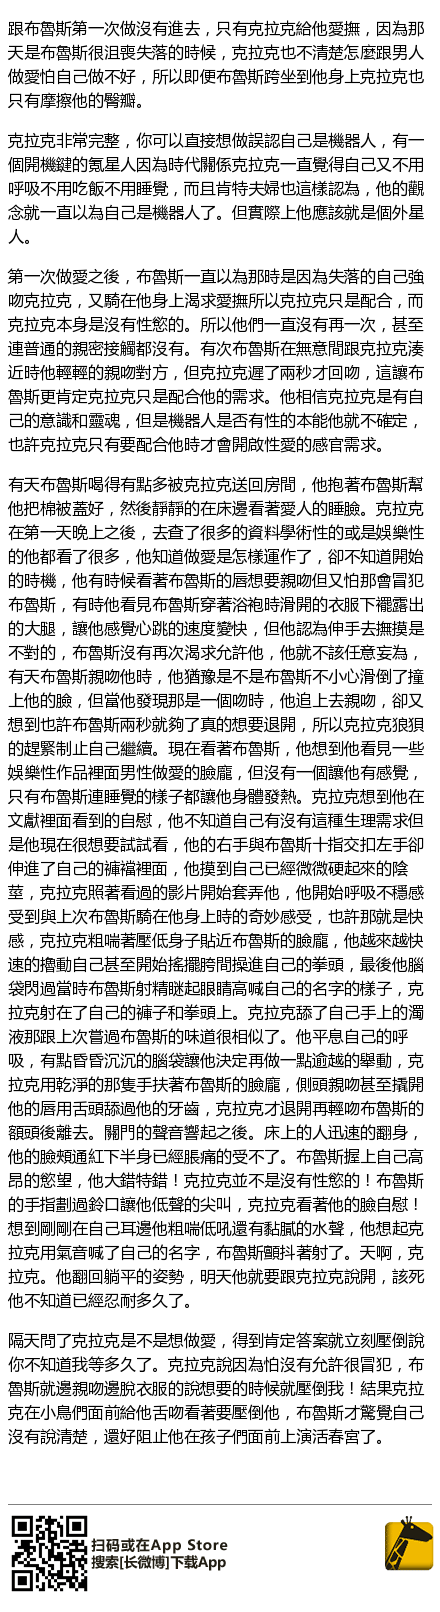 跟布魯斯第一次做沒有進去，只有克拉克給他愛撫，因為那
天是布魯斯很沮喪失落的時候，克拉克也不清楚怎麼跟男人
做愛怕自己做不好，所以即便布魯斯跨坐到他身上克拉克也
只有摩擦他的臀瓣。
克拉克非常完整，你可以直接想做誤認自己是機器人，有一
個開機鍵的氪星人因為時代關係克拉克一直覺得自己又不用
呼吸不用吃飯不用睡覺，而且肯特夫婦也這樣認為，他的觀
念就一直以為自己是機器人了。但實際上他應該就是個外星
人。
第一次做愛之後，布魯斯一直以為那時是因為失落的自己強
吻克拉克，又騎在他身上渴求愛撫所以克拉克只是配合，而
克拉克本身是沒有性慾的。所以他們一直沒有再一次，甚至
連普通的親密接觸都沒有。有次布魯斯在無意間跟克拉克湊
近時他輕輕的親吻對方，但克拉克遲了兩秒才回吻，這讓布
魯斯更肯定克拉克只是配合他的需求。他相信克拉克是有自
己的意識和靈魂，但是機器人是否有性的本能他就不確定，
也許克拉克只有要配合他時才會開啟性愛的感官需求。
有天布魯斯喝得有點多被克拉克送回房間，他抱著布魯斯幫
他把棉被蓋好，然後靜靜的在床邊看著愛人的睡臉。克拉克
在第一天晚上之後，去查了很多的資料學術性的或是娛樂性
的他都看了很多，他知道做愛是怎樣運作了，卻不知道開始
的時機，他有時候看著布魯斯的唇想要親吻但又怕那會冒犯
布魯斯，有時他看見布魯斯穿著浴袍時滑開的衣服下襬露出
的大腿，讓他感覺心跳的速度變快，但他認為伸手去撫摸是
不對的，布魯斯沒有再次渴求允許他，他就不該任意妄為，
有天布魯斯親吻他時，他猶豫是不是布魯斯不小心滑倒了撞
上他的臉，但當他發現那是一個吻時，他追上去親吻，卻又
想到也許布魯斯兩秒就夠了真的想要退開，所以克拉克狼狽
的趕緊制止自己繼續。現在看著布魯斯，他想到他看見一些
娛樂性作品裡面男性做愛的臉龐，但沒有一個讓他有感覺，
只有布魯斯連睡覺的樣子都讓他身體發熱。克拉克想到他在
文獻裡面看到的自慰，他不知道自己有沒有這種生理需求但
是他現在很想要試試看，他的右手與布魯斯十指交扣左手卻
伸進了自己的褲襠裡面，他摸到自己已經微微硬起來的陰
莖，克拉克照著看過的影片開始套弄他，他開始呼吸不穩感
受到與上次布魯斯騎在他身上時的奇妙感受，也許那就是快
感，克拉克粗喘著壓低身子貼近布魯斯的臉龐，他越來越快
速的擼動自己甚至開始搖擺胯間操進自己的拳頭，最後他腦
袋閃過當時布魯斯射精瞇起眼睛高喊自己的名字的樣子，克
拉克射在了自己的褲子和拳頭上。克拉克舔了自己手上的濁
液那跟上次嘗過布魯斯的味道很相似了。他平息自己的呼
吸，有點昏昏沉沉的腦袋讓他決定再做一點逾越的舉動，克
拉克用乾淨的那隻手扶著布魯斯的臉龐，側頭親吻甚至撬開
他的唇用舌頭舔過他的牙齒，克拉克才退開再輕吻布魯斯的
額頭後離去。關門的聲音響起之後。床上的人迅速的翻身，
他的臉頰通紅下半身已經脹痛的受不了。布魯斯握上自己高
昂的慾望，他大錯特錯！克拉克並不是沒有性慾的！布魯斯
的手指劃過鈴口讓他低聲的尖叫，克拉克看著他的臉自慰！
想到剛剛在自己耳邊他粗喘低吼還有黏膩的水聲，他想起克
拉克用氣音喊了自己的名字，布魯斯顫抖著射了。天啊，克
拉克。他翻回躺平的姿勢，明天他就要跟克拉克說開，該死
他不知道已經忍耐多久了。
隔天問了克拉克是不是想做愛，得到肯定答案就立刻壓倒說
你不知道我等多久了。克拉克說因為怕沒有允許很冒犯，布
魯斯就邊親吻邊脫衣服的說想要的時候就壓倒我！結果克拉
克在小鳥們面前給他舌吻看著要壓倒他，布魯斯才驚覺自己
沒有說清楚，還好阻止他在孩子們面前上演活春宮了。
扫码或在App Store
搜索[长微博]下载App